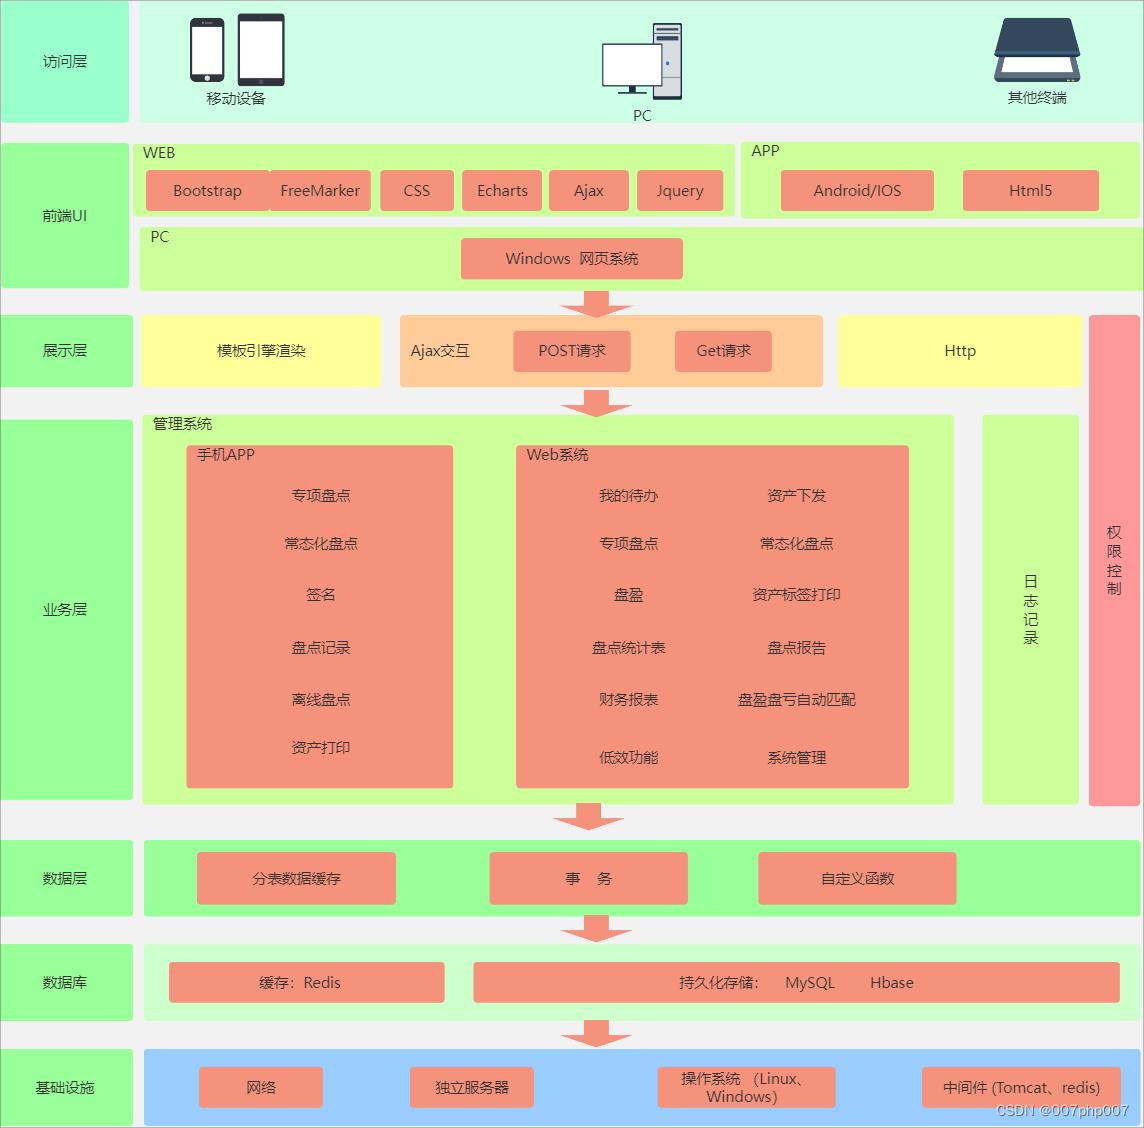 访问层
移动设备
PC
其他终端
前端UI
WEB
Bootstrap
FreeMarker
CSS
Echarts
Ajax
Jquery
APP
Android/IOS
Html5
PC
Windows 网页系统
展示层
模板引擎渲染
Ajax交互
POST请求
Get请求
Http
业务层
管理系统
手机APP
专项盘点
常态化盘点
签名
盘点记录
离线盘点
资产打印
Web系统
我的待办
资产下发
专项盘点
常态化盘点
盘盈
资产标签打印
盘点统计表
盘点报告
财务报表
盘盈盘亏自动匹配
低效功能
系统管理
日
志
记
录
权
限
控
制
数据层
分表数据缓存
事 务
自定义函数
数据库
缓存：Redis
持久化存储： MySQL Hbase
基础设施
网络
独立服务器
操作系统 （Linux、
Windows）
中间件 (Tomcat、redis)
CSDN @007php007